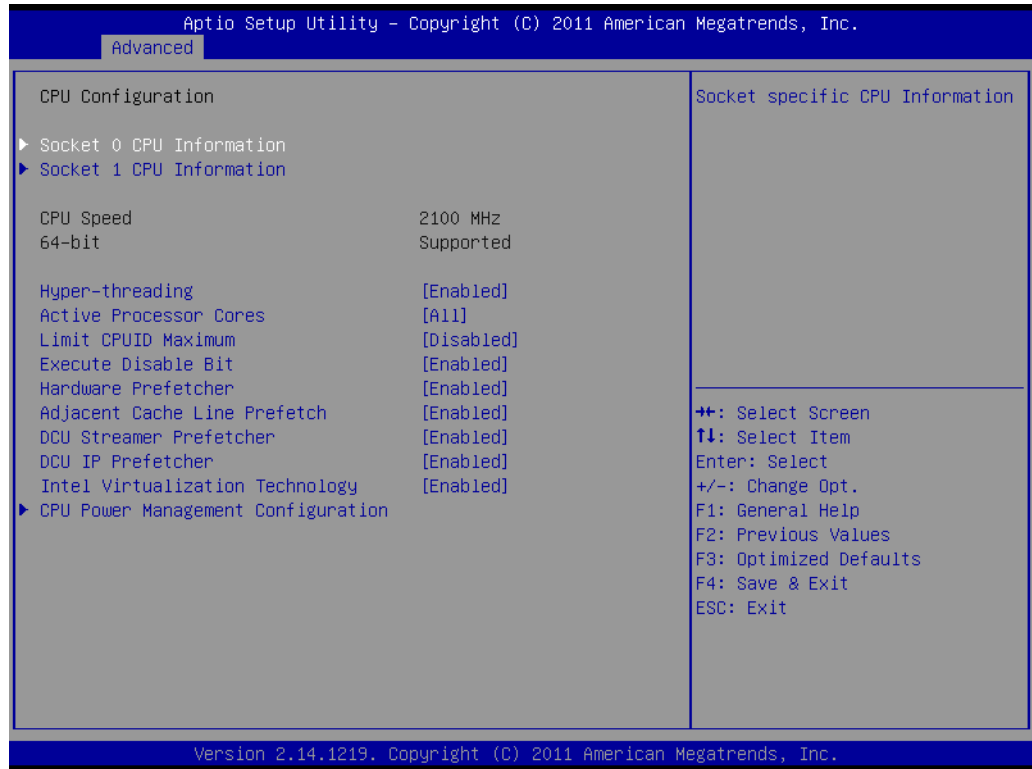 Aptio Setup Utility – Copyright (C) 2011 American Megatrends, Inc.
Advanced
CPU Configuration
Socket 0 CPU Information
Socket 1 CPU Information
CPU Speed 2100 MHz
64-bit Supported
Hyper-threading [Enabled]
Active Processor Cores [All]
Limit CPUID Maximum [Disabled]
Execute Disable Bit [Enabled]
Hardware Prefetcher [Enabled]
Adjacent Cache Line Prefetch [Enabled]
DCU Streamer Prefetcher [Enabled]
DCU IP Prefetcher [Enabled]
Intel Virtualization Technology [Enabled]
CPU Power Management Configuration
Socket specific CPU Information
→←: Select Screen
↑↓: Select Item
Enter: Select
+/-: Change Opt.
F1: General Help
F2: Previous Values
F3: Optimized Defaults
F4: Save & Exit
ESC: Exit
Version 2.14.1219. Copyright (C) 2011 American Megatrends, Inc.